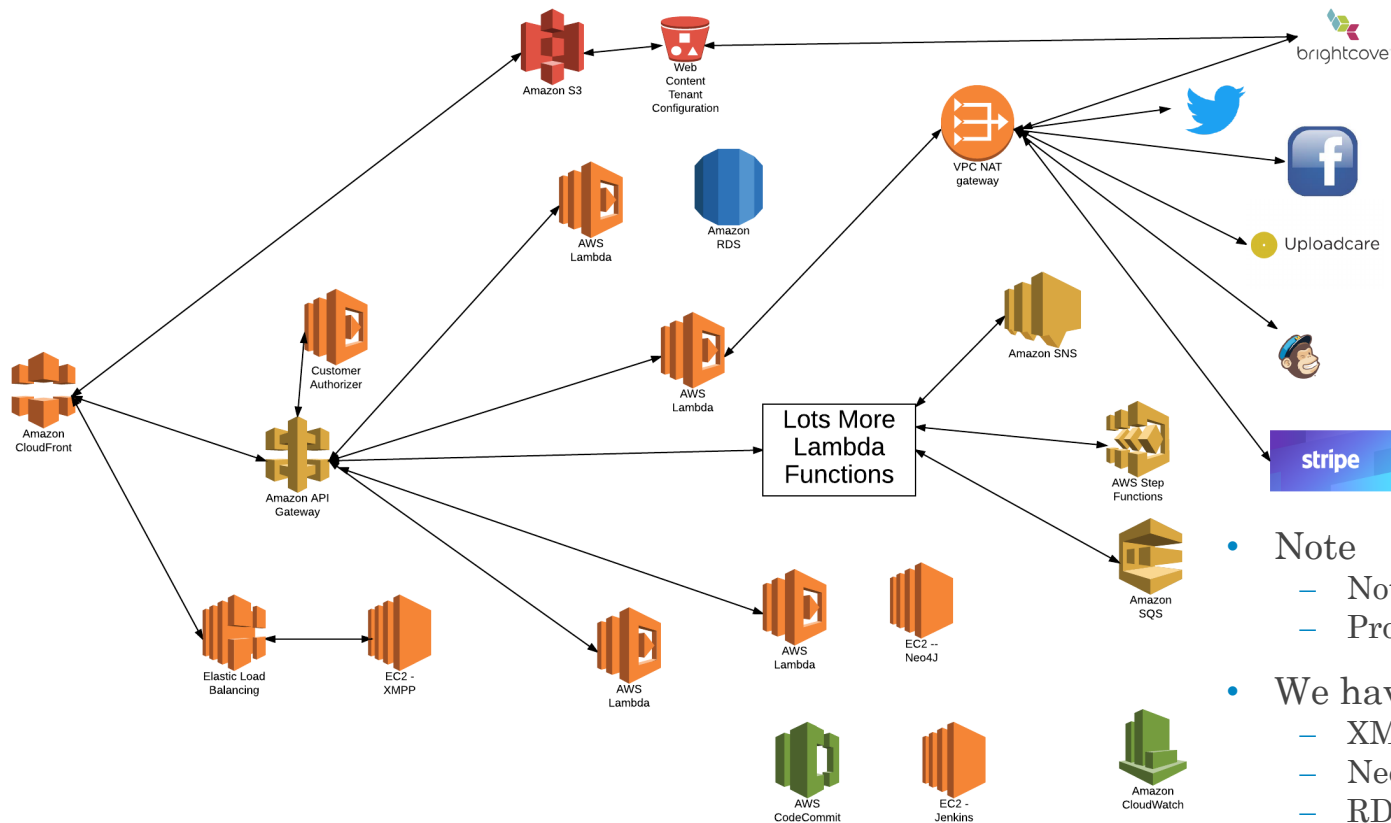 brightcove
Amazon S3
Web
Content
Tenant
Configuration
VPC NAT
gateway
f
AWS
Lambda
Amazon
RDS
Uploadcare
Customer
Authorizer
Amazon SNS
Amazon
CloudFront
AWS
Lambda
Lots More
Lambda
Functions
stripe
AWS Step
Functions
Amazon API
Gateway
Amazon
SQS
Elastic Load
Balancing
EC2 -
XMPP
AWS
Lambda
AWS
Lambda
EC2 --
Neo4J
AWS
CodeCommit
EC2 -
Jenkins
Amazon
CloudWatch
• Note
–
–
• We
–
–
– RD